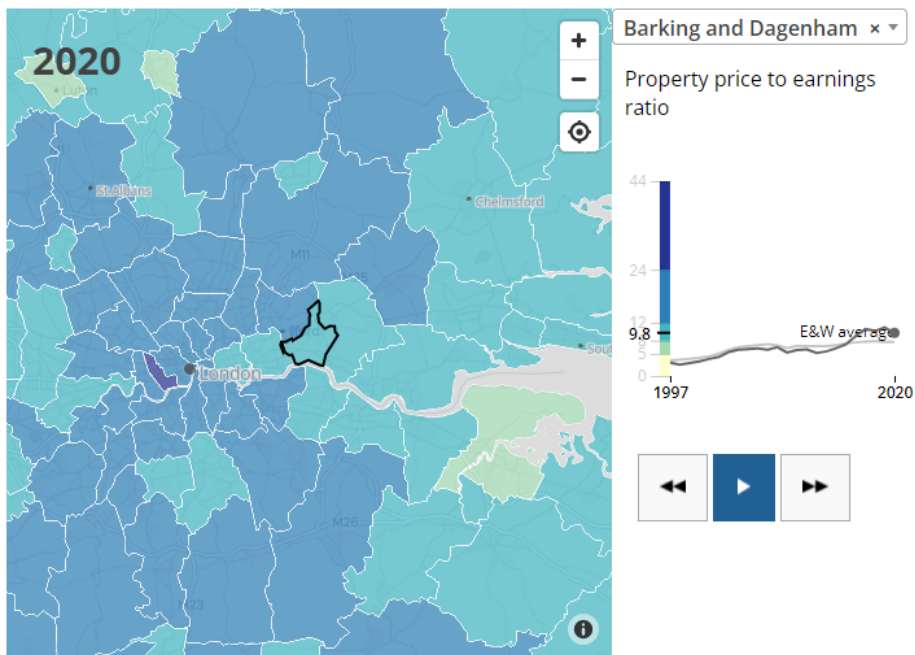 2020
Luton
St Albans
Chelmsford
M11
London
M26
M23
Barking and Dagenham × ▼
Property price to earnings
ratio
44
24
12
9.8
5
0
E&W average
1997
2020